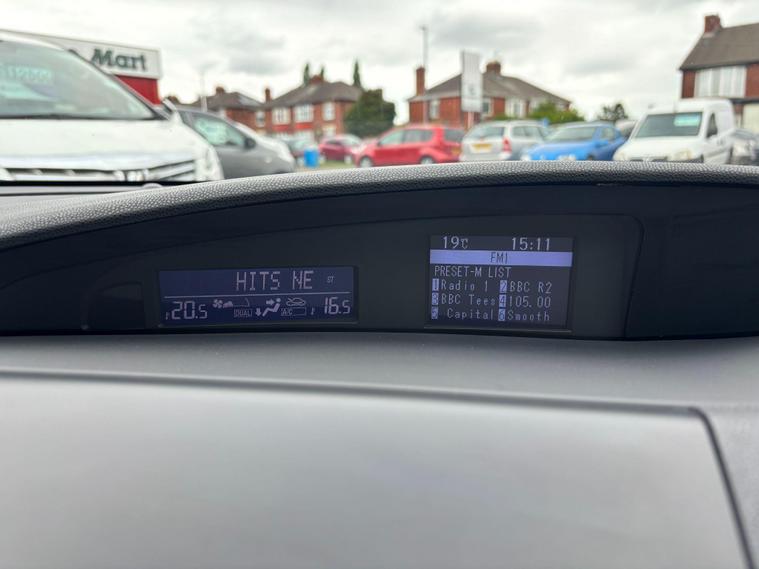 Mart
HITS NE ST
20.5 DUAL A/C 16.5
19℃ 15:11
FM1
PRESET-M LIST
1 Radio 1 2 BBC R2
3 BBC Tees 4 105.00
5 Capital 6 Smooth